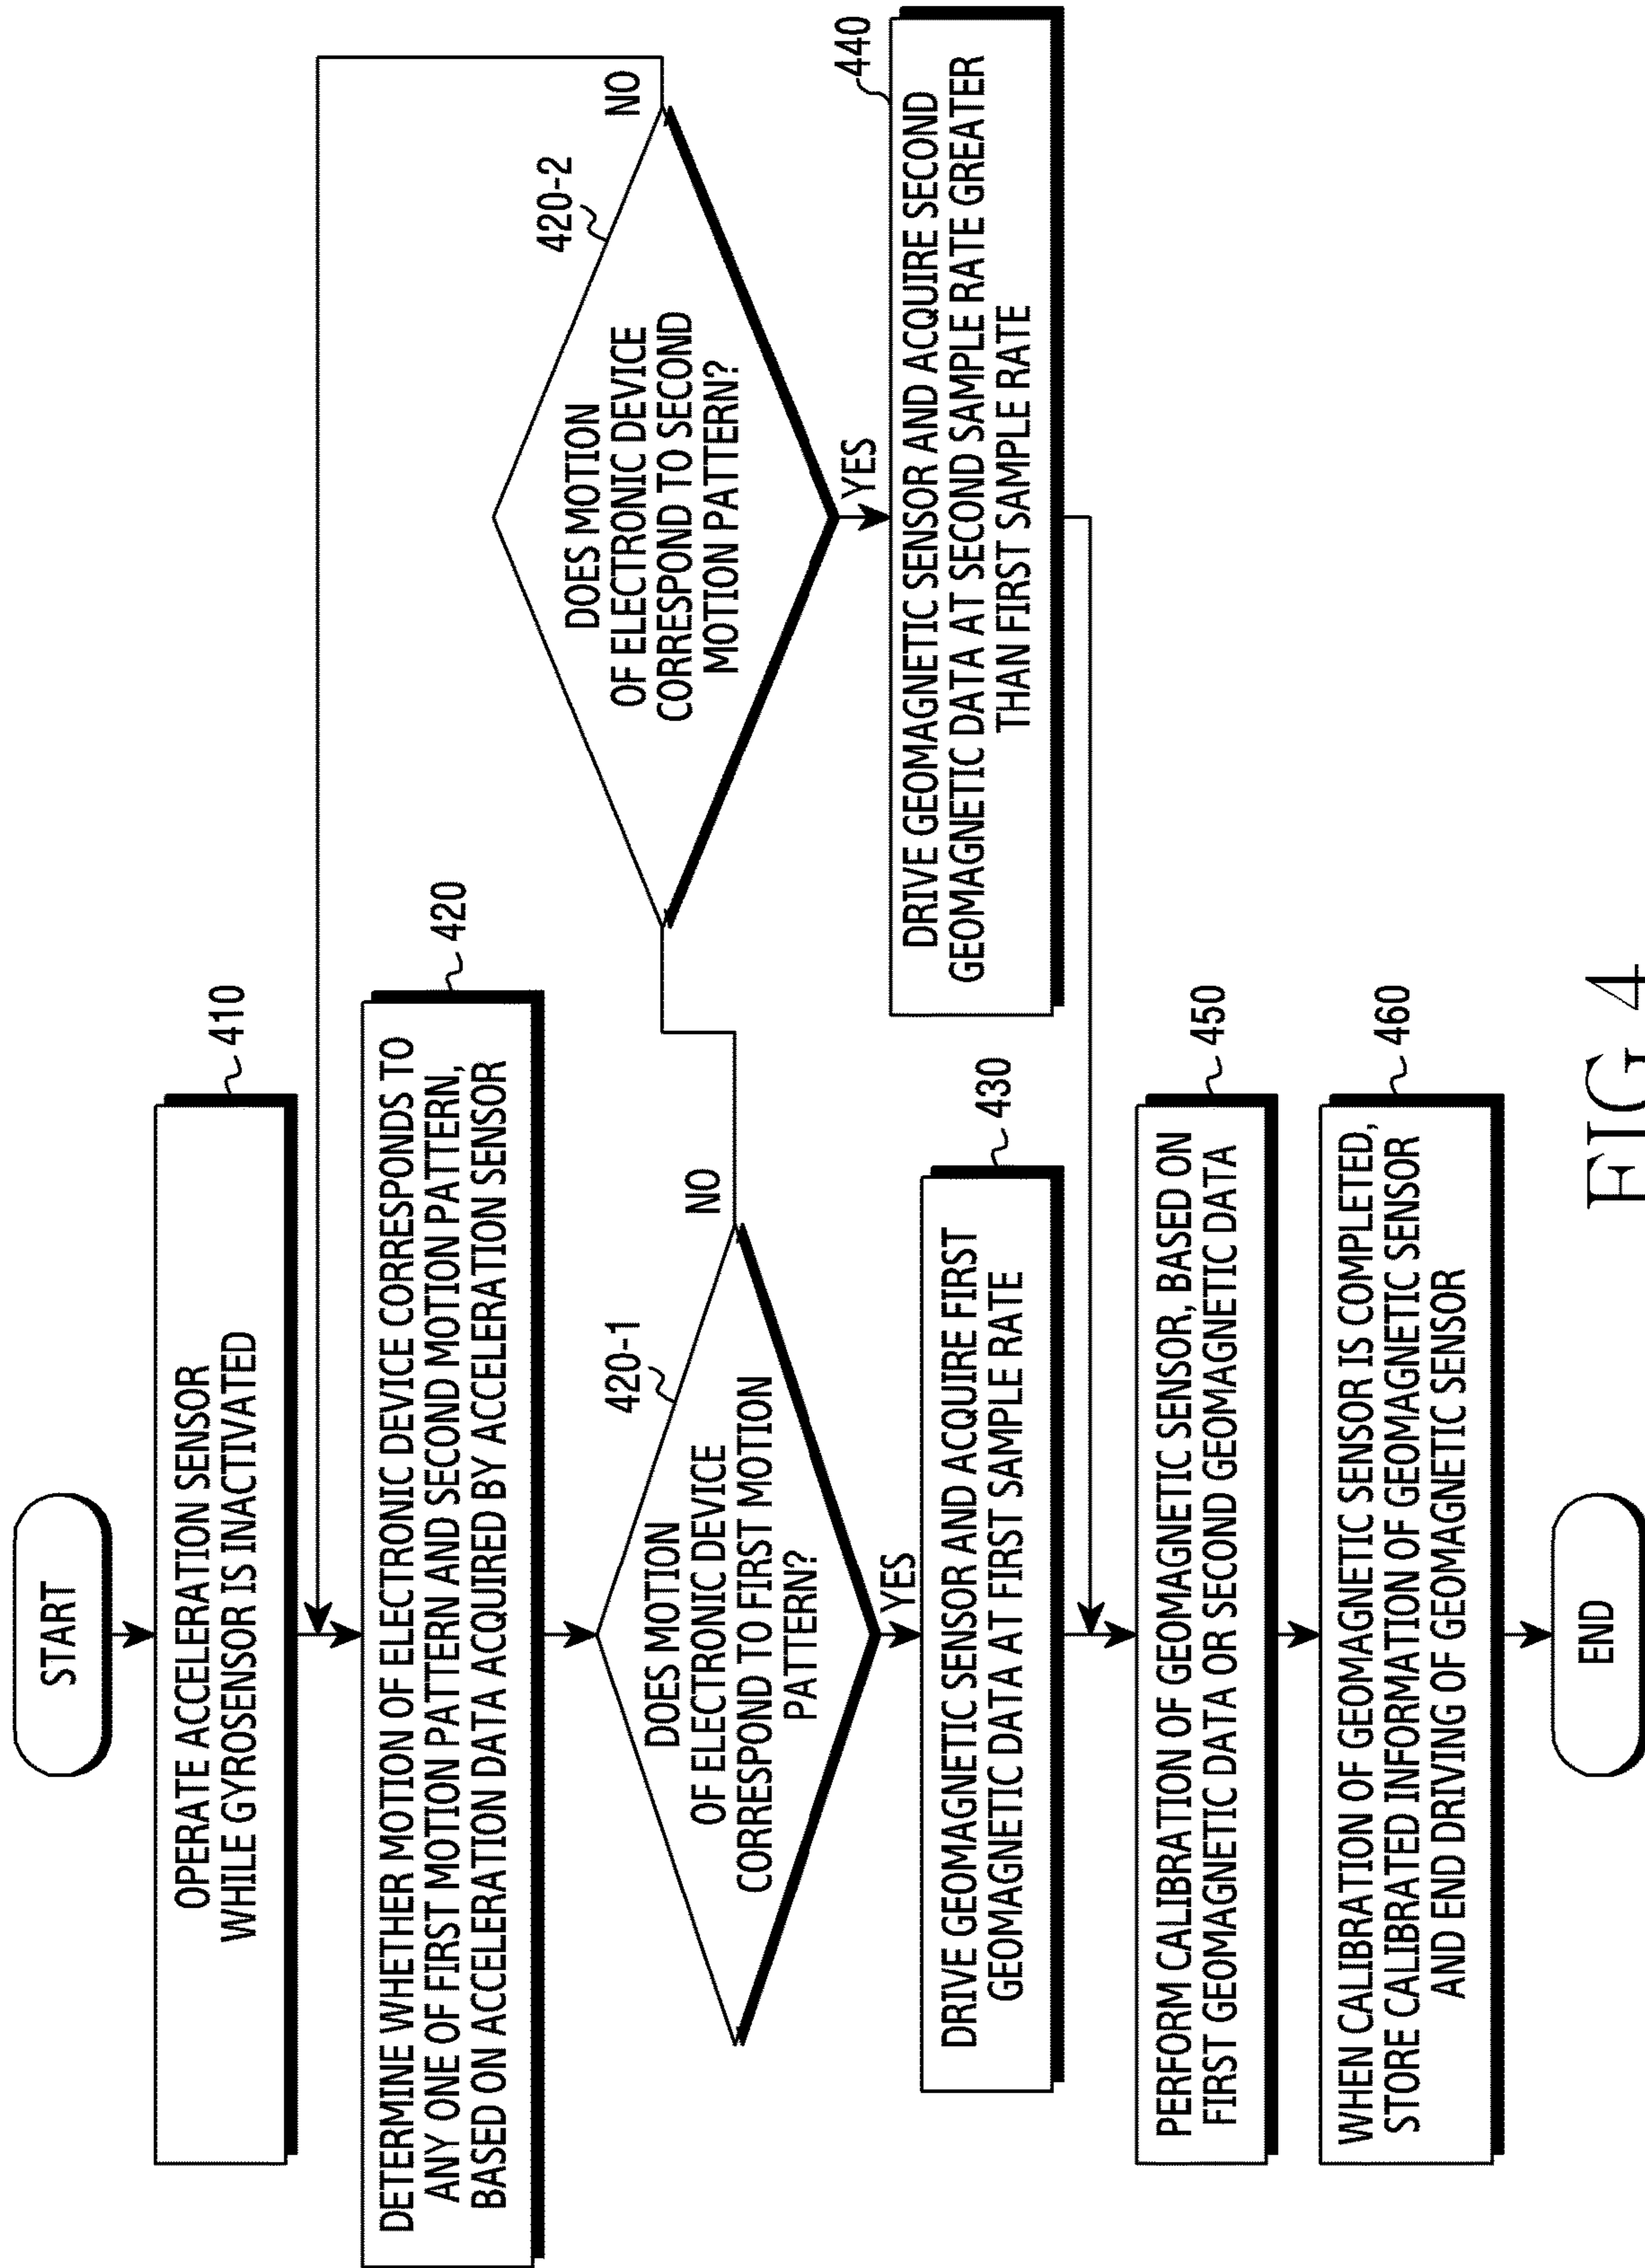 START
OPERATE ACCELERATION SENSOR
WHILE GYROSENSOR IS INACTIVATED
410
DETERMINE WHETHER MOTION OF ELECTRONIC DEVICE CORRESPONDS TO
ANY ONE OF FIRST MOTION PATTERN AND SECOND MOTION PATTERN,
BASED ON ACCELERATION DATA ACQUIRED BY ACCELERATION SENSOR
420
420-1
DOES MOTION
OF ELECTRONIC DEVICE
CORRESPOND TO FIRST MOTION
PATTERN?
NO
YES
420-2
DOES MOTION
OF ELECTRONIC DEVICE
CORRESPOND TO SECOND
MOTION PATTERN?
NO
YES
DRIVE GEOMAGNETIC SENSOR AND ACQUIRE FIRST
GEOMAGNETIC DATA AT FIRST SAMPLE RATE
430
440
DRIVE GEOMAGNETIC SENSOR AND ACQUIRE SECOND
GEOMAGNETIC DATA AT SECOND SAMPLE RATE GREATER
THAN FIRST SAMPLE RATE
PERFORM CALIBRATION OF GEOMAGNETIC SENSOR, BASED ON
FIRST GEOMAGNETIC DATA OR SECOND GEOMAGNETIC DATA
450
WHEN CALIBRATION OF GEOMAGNETIC SENSOR IS COMPLETED,
STORE CALIBRATED INFORMATION OF GEOMAGNETIC SENSOR
AND END DRIVING OF GEOMAGNETIC SENSOR
460
END
FIG.4